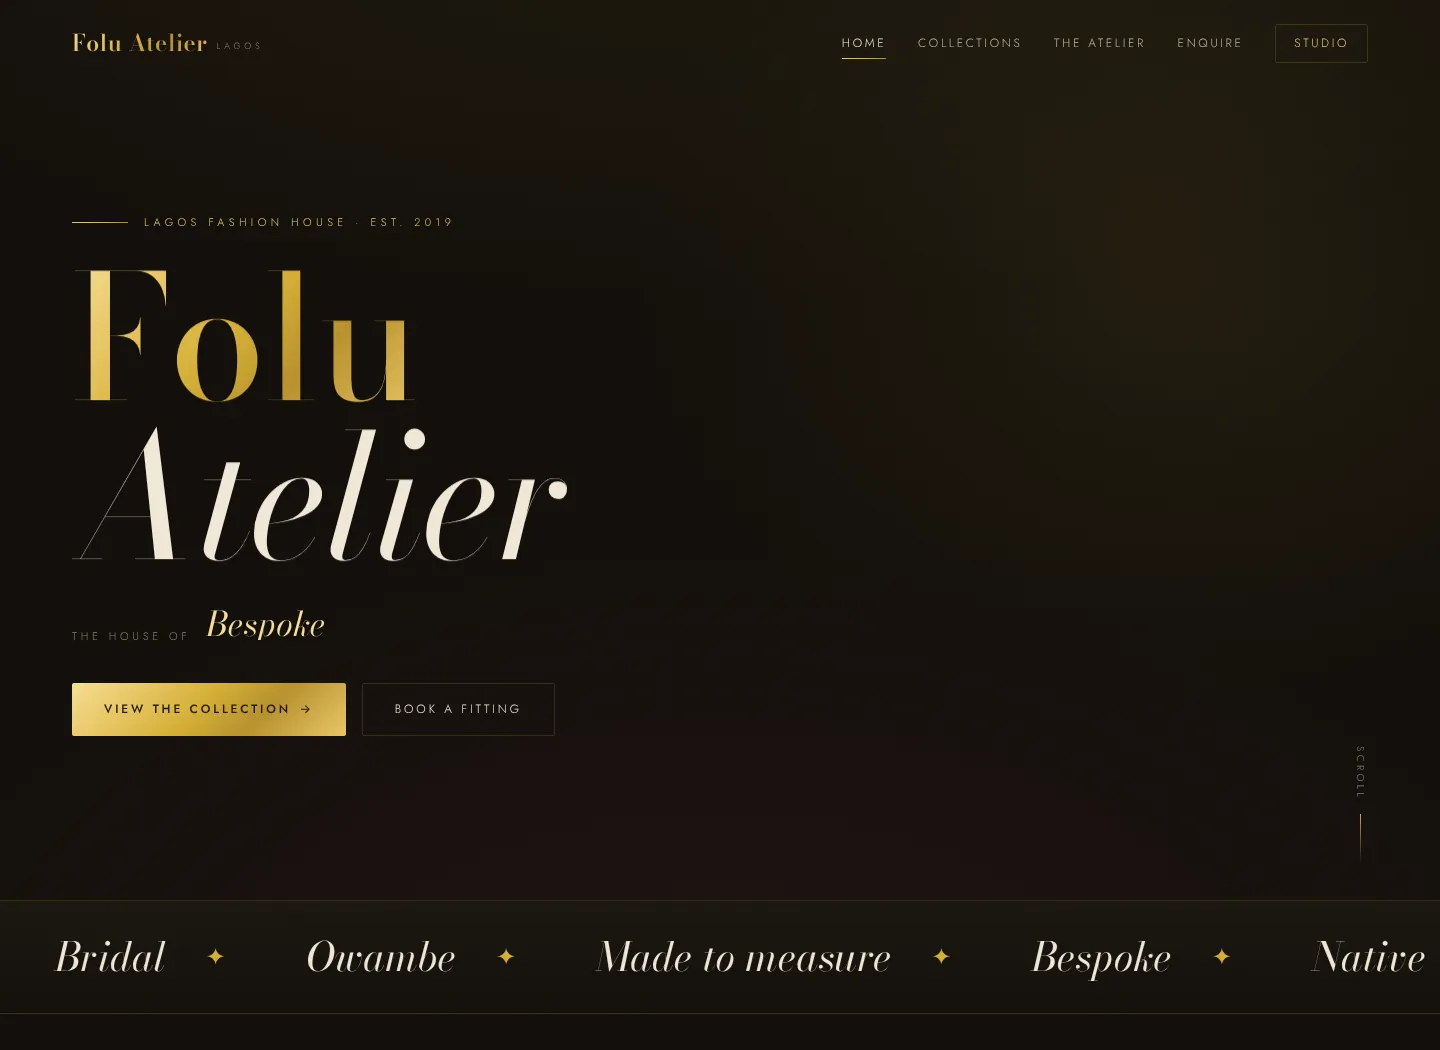 Folu Atelier LAGOS
HOME COLLECTIONS THE ATELIER ENQUIRE STUDIO
LAGOS FASHION HOUSE · EST. 2019
Folu
Atelier
THE HOUSE OF Bespoke
VIEW THE COLLECTION →
BOOK A FITTING
SCROLL
Bridal ✦ Owambe ✦ Made to measure ✦ Bespoke ✦ Native